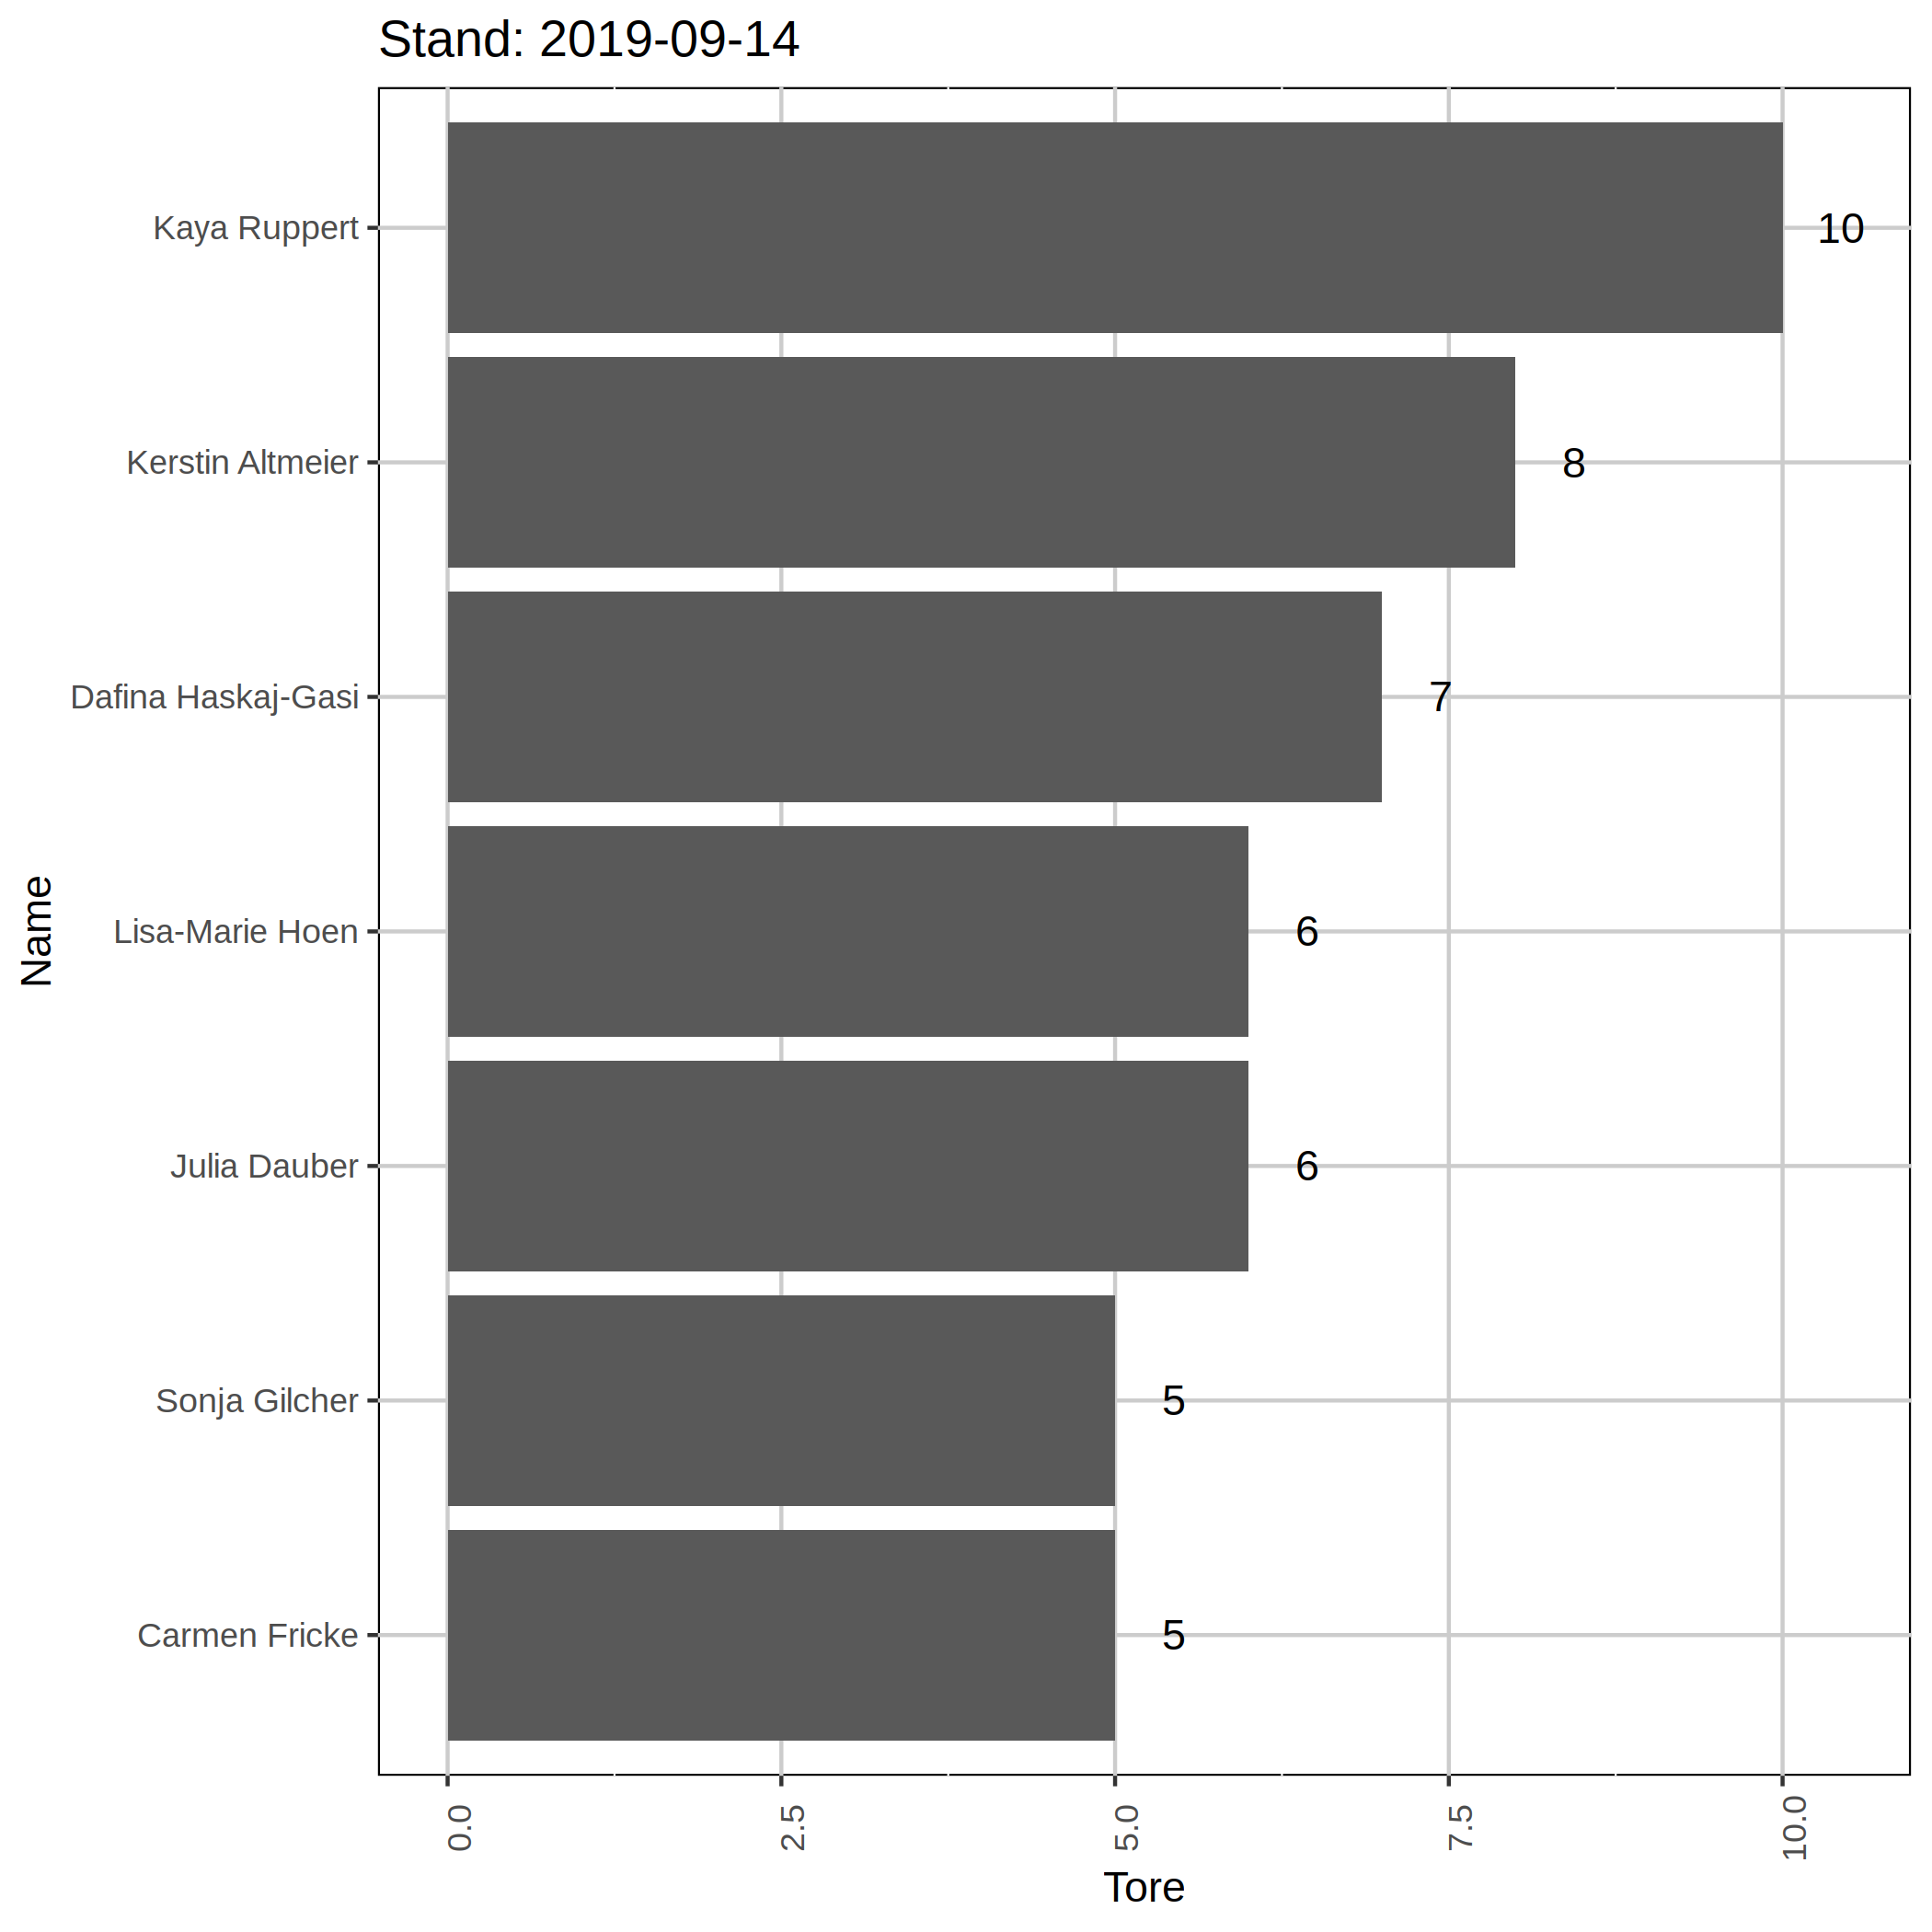 Stand: 2019-09-14
Kaya Ruppert
10
Kerstin Altmeier
8
Dafina Haskaj-Gasi
7
Lisa-Marie Hoen
6
Julia Dauber
6
Sonja Gilcher
5
Carmen Fricke
5
Name
0.0
2.5
5.0
7.5
10.0
Tore